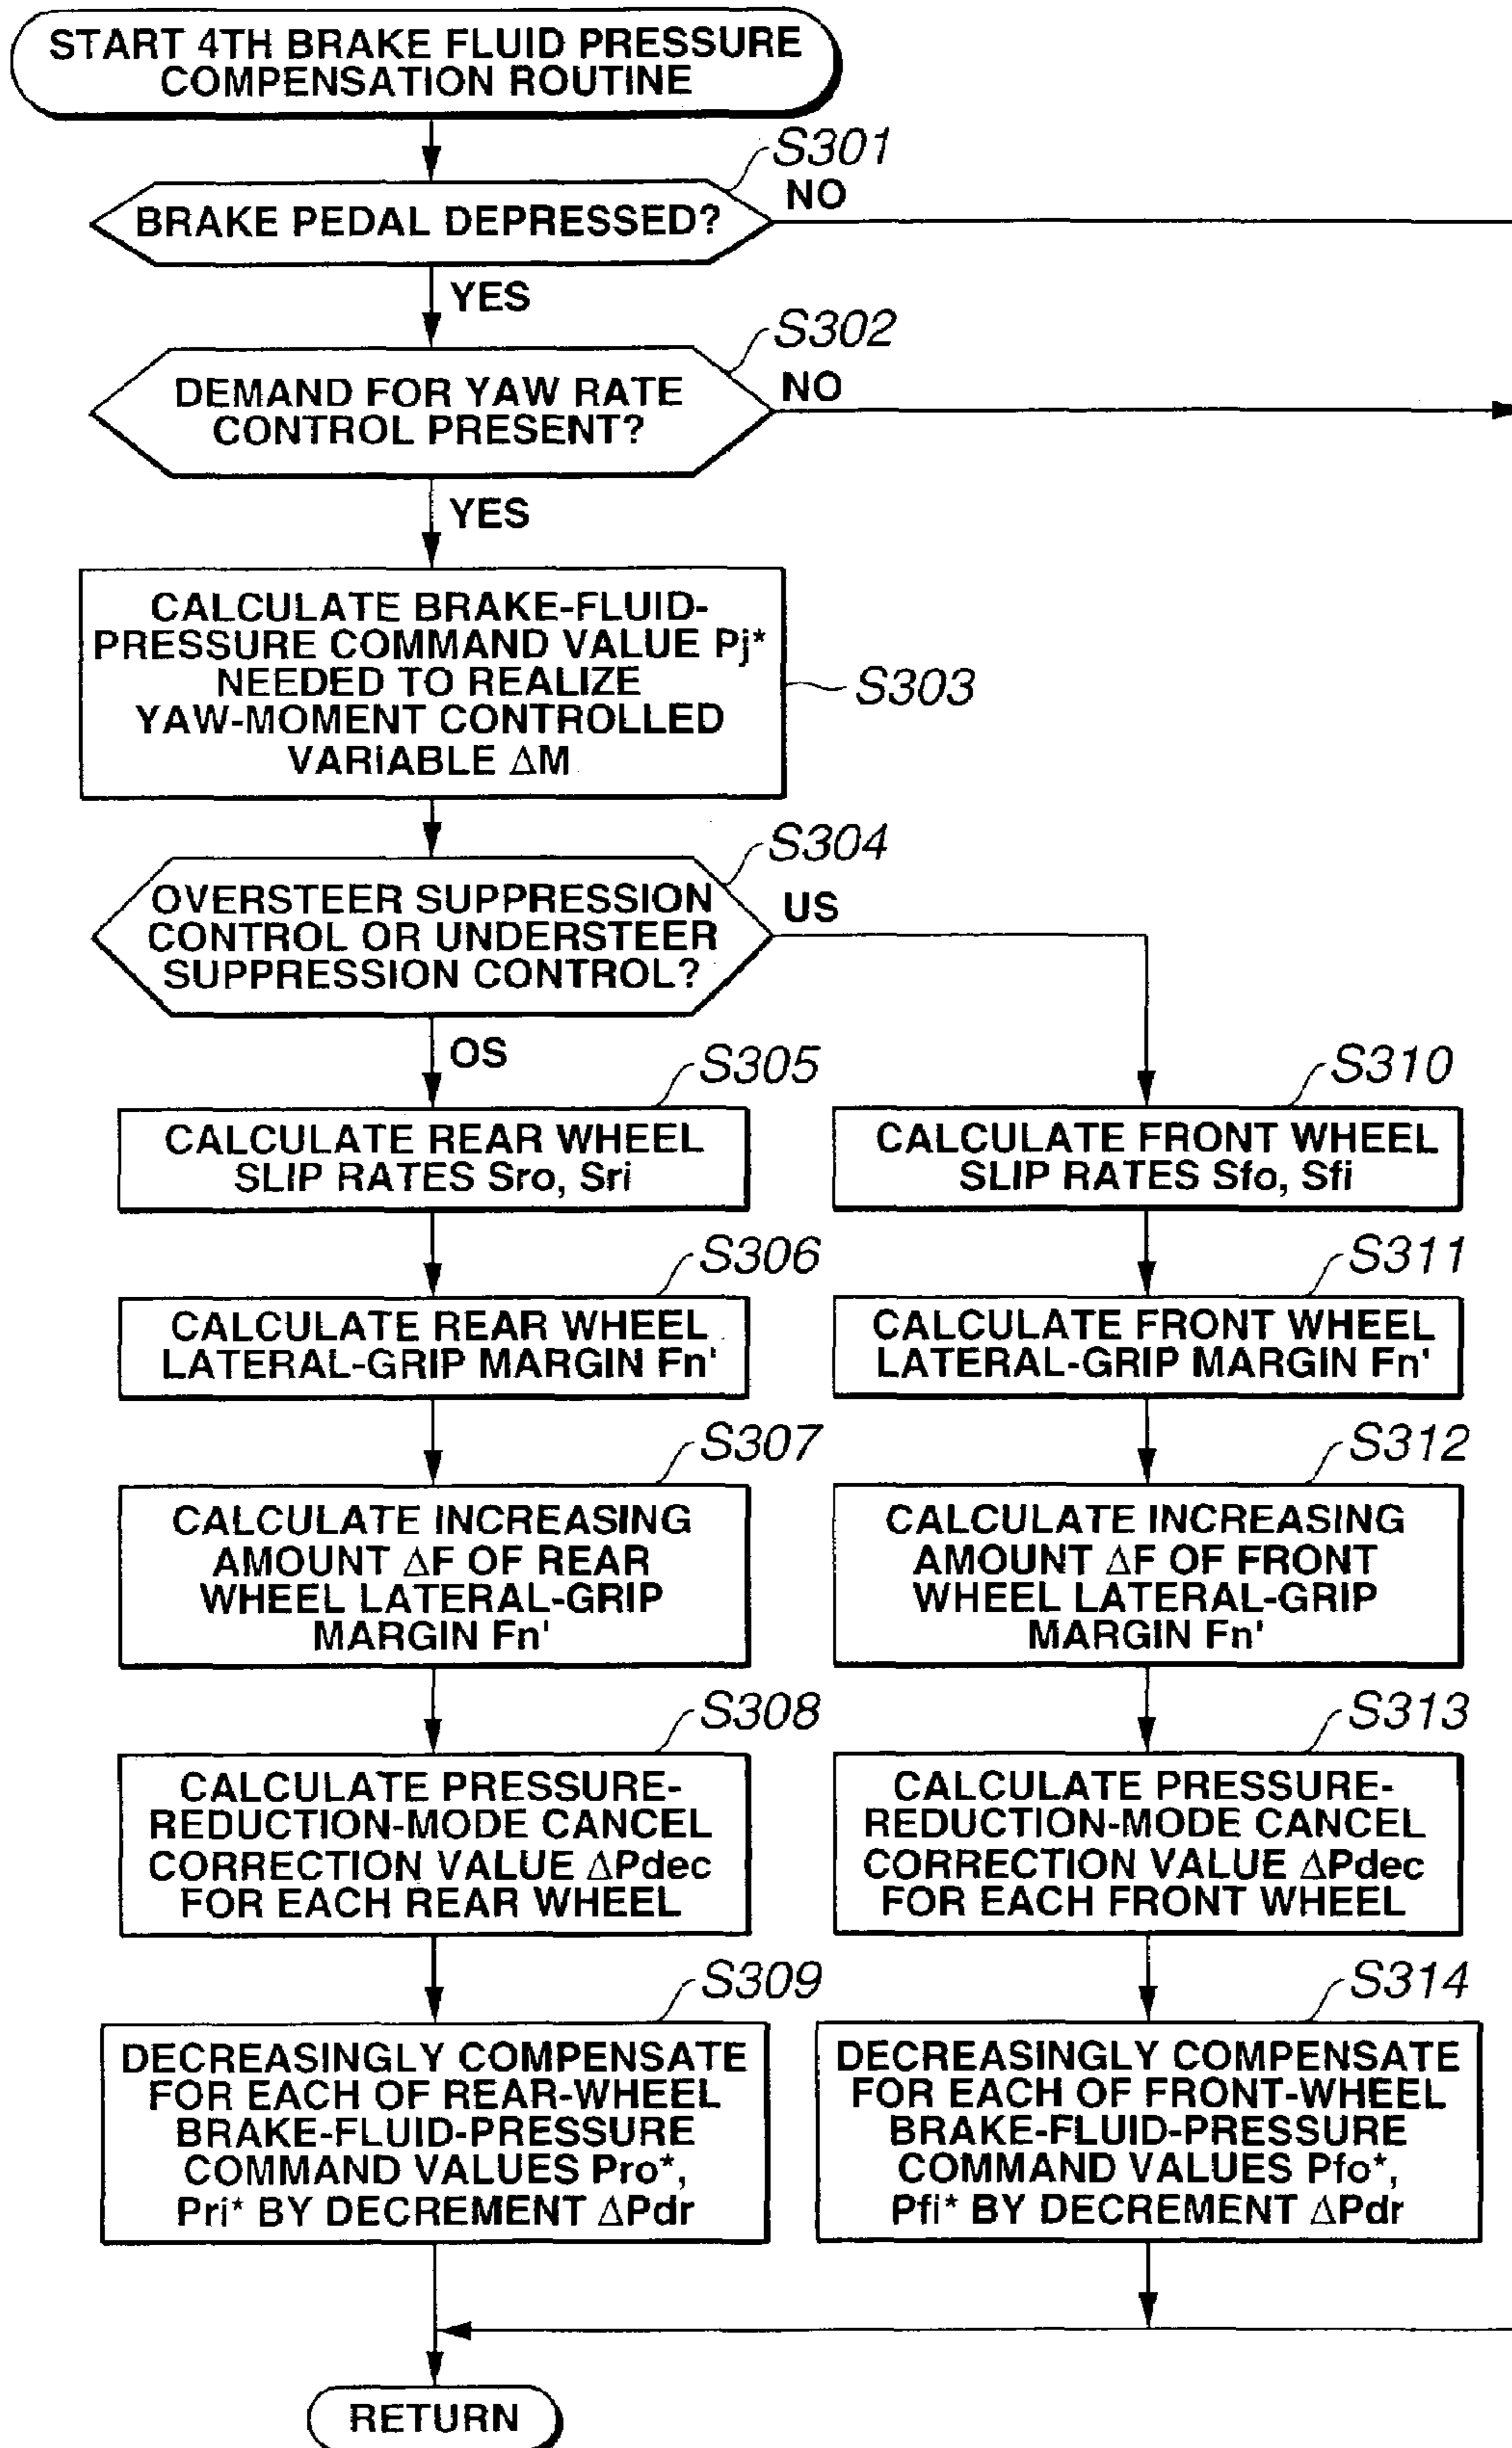 START 4TH BRAKE FLUID PRESSURE
COMPENSATION ROUTINE
S301
BRAKE PEDAL DEPRESSED?
NO
YES
S302
DEMAND FOR YAW RATE
CONTROL PRESENT?
NO
YES
CALCULATE BRAKE-FLUID-
PRESSURE COMMAND VALUE Pj*
NEEDED TO REALIZE
YAW-MOMENT CONTROLLED
VARIABLE ΔM
S303
S304
OVERSTEER SUPPRESSION
CONTROL OR UNDERSTEER
SUPPRESSION CONTROL?
US
OS
S305
CALCULATE REAR WHEEL
SLIP RATES Sro, Sri
S306
CALCULATE REAR WHEEL
LATERAL-GRIP MARGIN Fn'
S307
CALCULATE INCREASING
AMOUNT ΔF OF REAR
WHEEL LATERAL-GRIP
MARGIN Fn'
S308
CALCULATE PRESSURE-
REDUCTION-MODE CANCEL
CORRECTION VALUE ΔPdec
FOR EACH REAR WHEEL
S309
DECREASINGLY COMPENSATE
FOR EACH OF REAR-WHEEL
BRAKE-FLUID-PRESSURE
COMMAND VALUES Pro*,
Pri* BY DECREMENT ΔPdr
S310
CALCULATE FRONT WHEEL
SLIP RATES Sfo, Sfi
S311
CALCULATE FRONT WHEEL
LATERAL-GRIP MARGIN Fn'
S312
CALCULATE INCREASING
AMOUNT ΔF OF FRONT
WHEEL LATERAL-GRIP
MARGIN Fn'
S313
CALCULATE PRESSURE-
REDUCTION-MODE CANCEL
CORRECTION VALUE ΔPdec
FOR EACH FRONT WHEEL
S314
DECREASINGLY COMPENSATE
FOR EACH OF FRONT-WHEEL
BRAKE-FLUID-PRESSURE
COMMAND VALUES Pfo*,
Pfi* BY DECREMENT ΔPdr
RETURN